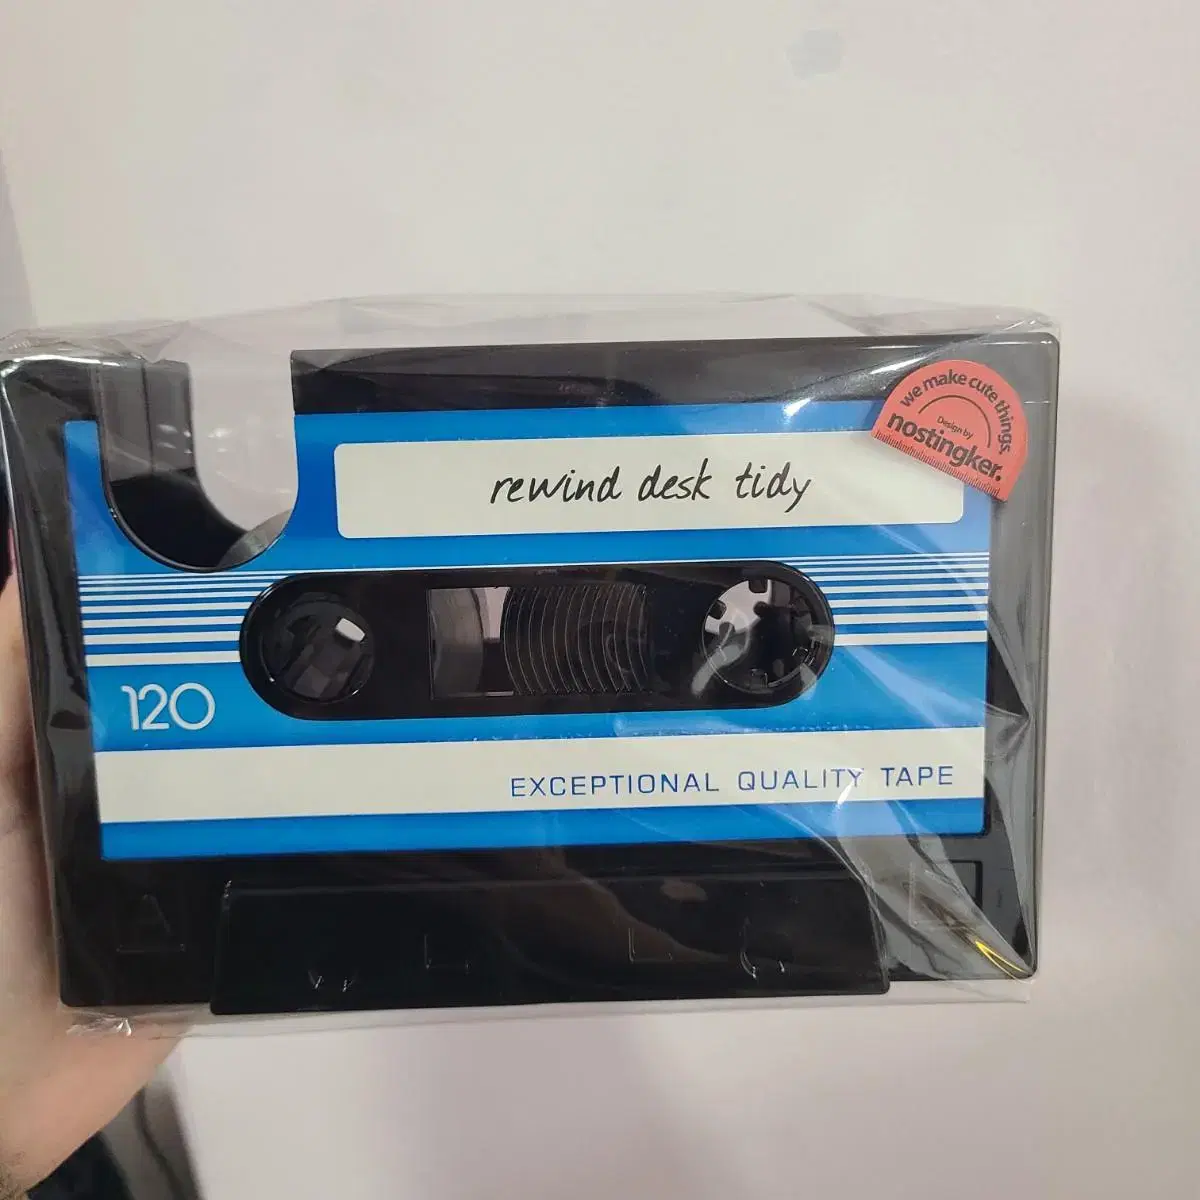 we make cute things.
Design by
nostingker.
rewind desk tidy
120
EXCEPTIONAL QUALITY TAPE
A